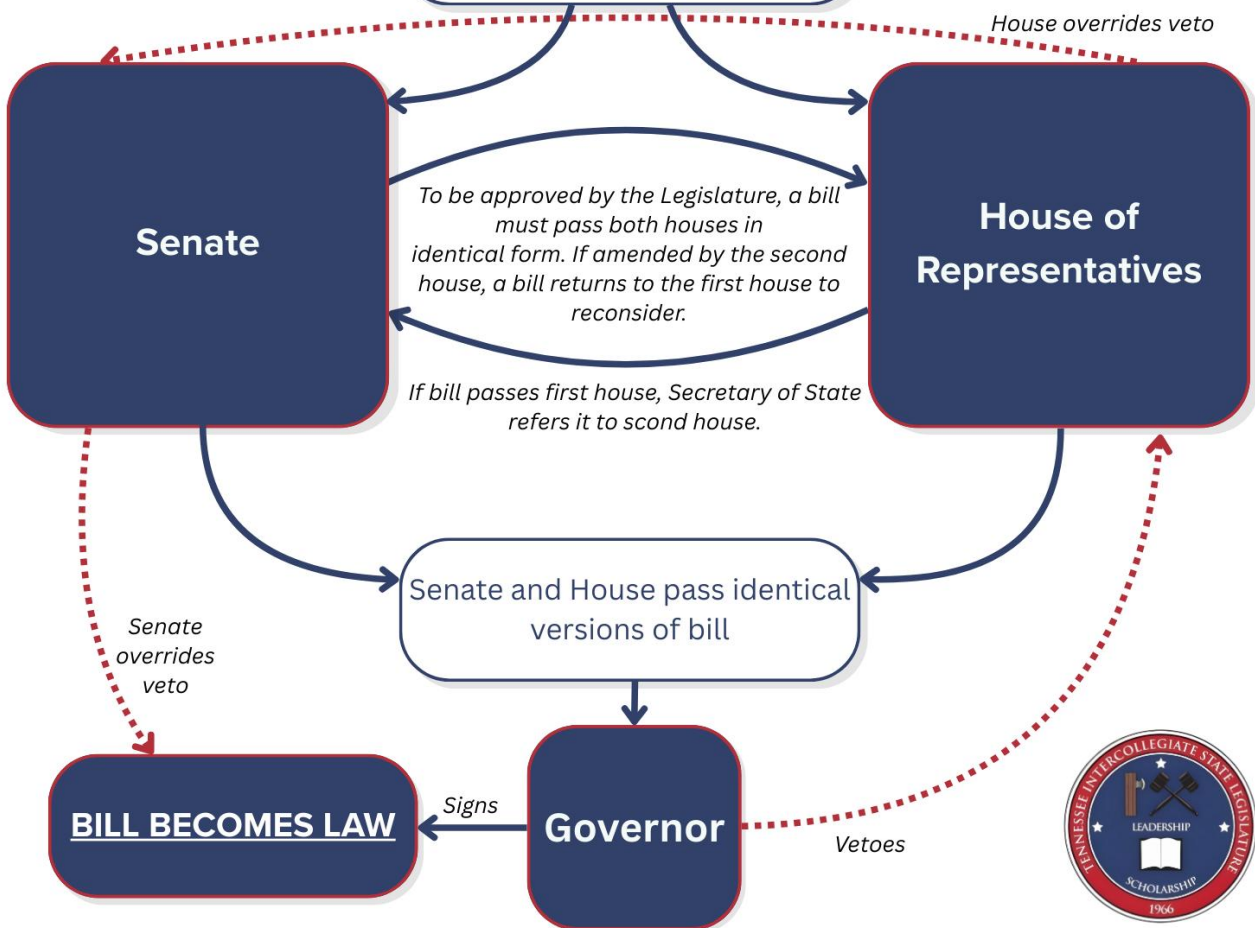 House overrides veto
Senate
House of
Representatives
To be approved by the Legislature, a bill
must pass both houses in
identical form. If amended by the second
house, a bill returns to the first house to
reconsider.
If bill passes first house, Secretary of State
refers it to scond house.
Senate and House pass identical
versions of bill
Senate
overrides
veto
BILL BECOMES LAW
Signs
Governor
Vetoes
TENNESSEE INTERCOLLEGIATE STATE LEGISLATURE
LEADERSHIP
SCHOLARSHIP
1966